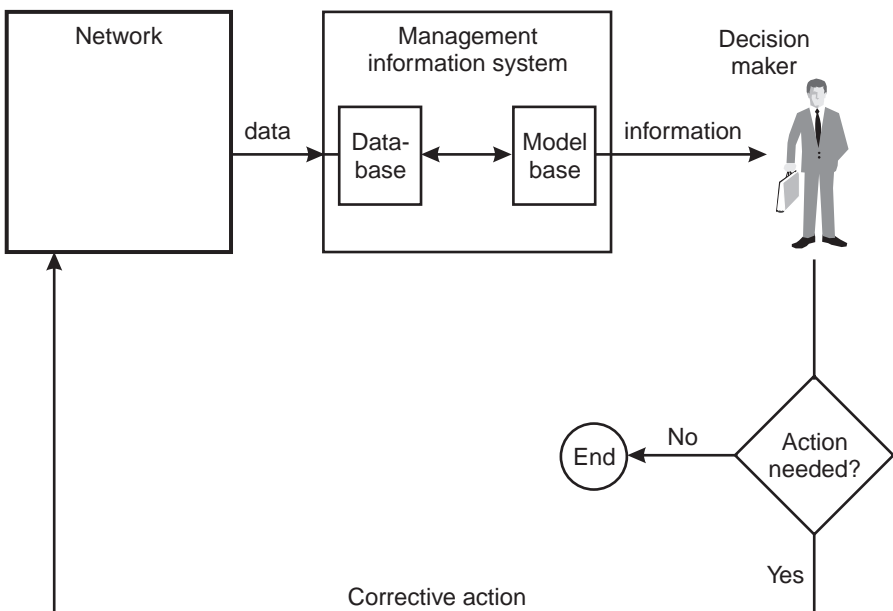 Network
Management
information system
Decision
maker
data
Data-
base
Model
base
information
Action
needed?
No
End
Yes
Corrective action